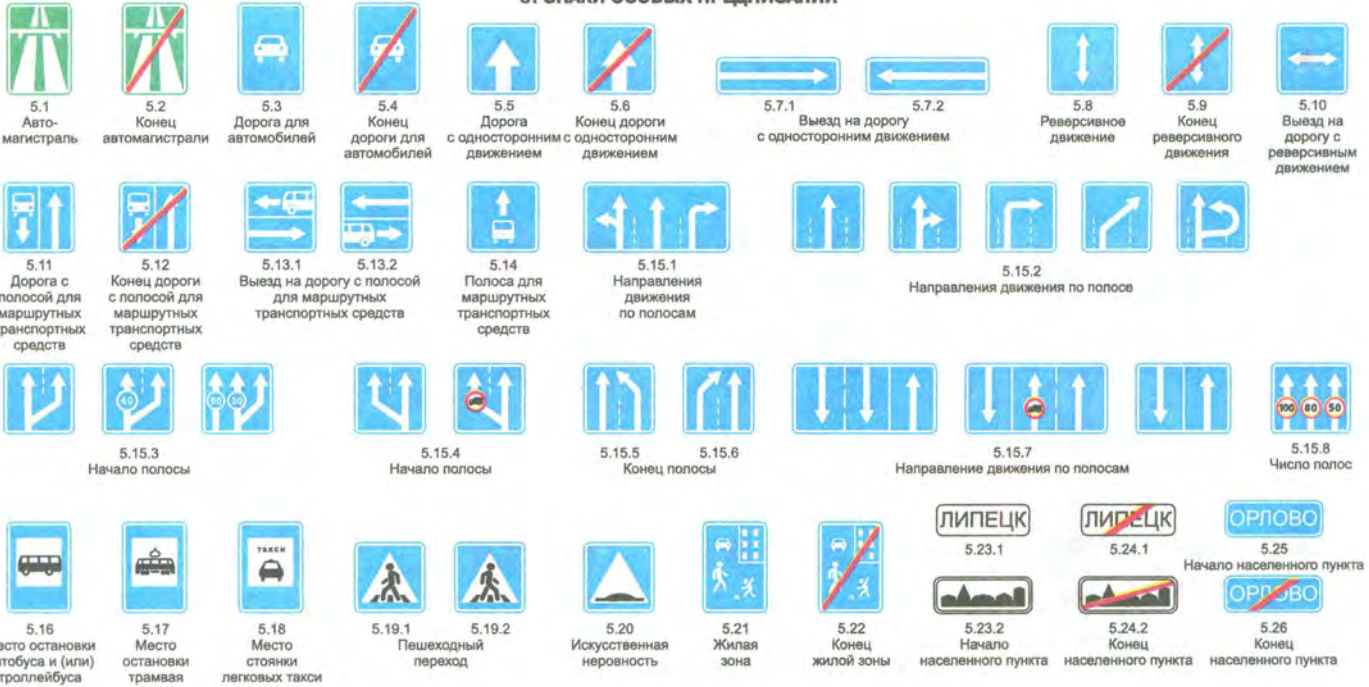 5.1
Авто-
магистраль
5.2
Конец
автомагистрали
5.3
Дорога для
автомобилей
5.4
Конец
дороги для
автомобилей
5.5
Дорога
с односторонним
движением
5.6
Конец дороги
с односторонним
движением
5.7.1 5.7.2
Выезд на дорогу
с односторонним движением
5.8
Реверсивное
движение
5.9
Конец
реверсивного
движения
5.10
Выезд на
дорогу с
реверсивным
движением
5.11
Дорога с
полосой для
маршрутных
транспортных
средств
5.12
Конец дороги
с полосой для
маршрутных
транспортных
средств
5.13.1 5.13.2
Выезд на дорогу с полосой
для маршрутных
транспортных средств
5.14
Полоса для
маршрутных
транспортных
средств
5.15.1
Направления
движения
по полосам
5.15.2
Направления движения по полосе
40
5.15.3
Начало полосы
5.15.4
Начало полосы
5.15.5 5.15.6
Конец полосы
5.15.7
Направление движения по полосам
100 80 50
5.15.8
Число полос
5.16
место остановки
автобуса и (или)
троллейбуса
5.17
Место
остановки
трамвая
ТАКСИ
5.18
Место
стоянки
легковых такси
5.19.1 5.19.2
Пешеходный
переход
5.20
Искусственная
неровность
5.21
Жилая
зона
5.22
Конец
жилой зоны
ЛИПЕЦК
5.23.1
ЛИПЕЦК
5.24.1
ОРЛОВО
5.25
Начало населенного пункта
5.23.2
Начало
населенного пункта
5.24.2
Конец
населенного пункта
ОРЛОВО
5.26
Конец
населенного пункта